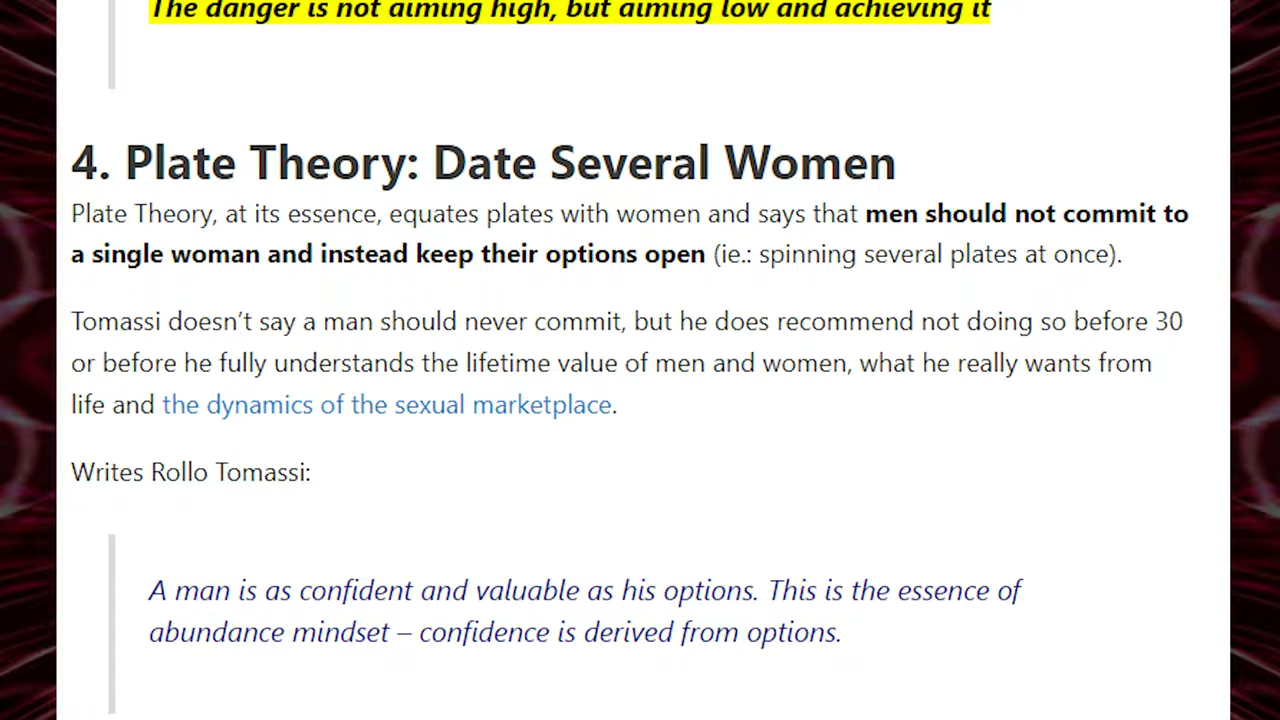 The danger is not aiming high, but aiming low and achieving it
4. Plate Theory: Date Several Women
Plate Theory, at its essence, equates plates with women and says that men should not commit to
a single woman and instead keep their options open (ie.: spinning several plates at once).
Tomassi doesn’t say a man should never commit, but he does recommend not doing so before 30
or before he fully understands the lifetime value of men and women, what he really wants from
life and the dynamics of the sexual marketplace.
Writes Rollo Tomassi:
A man is as confident and valuable as his options. This is the essence of
abundance mindset – confidence is derived from options.